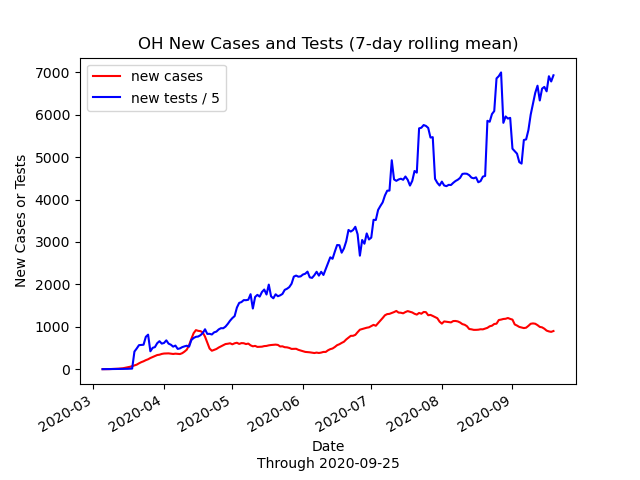 OH New Cases and Tests (7-day rolling mean)
new cases
new tests / 5
New Cases or Tests
7000
6000
5000
4000
3000
2000
1000
0
2020-03
2020-04
2020-05
2020-06
2020-07
2020-08
2020-09
Date
Through 2020-09-25